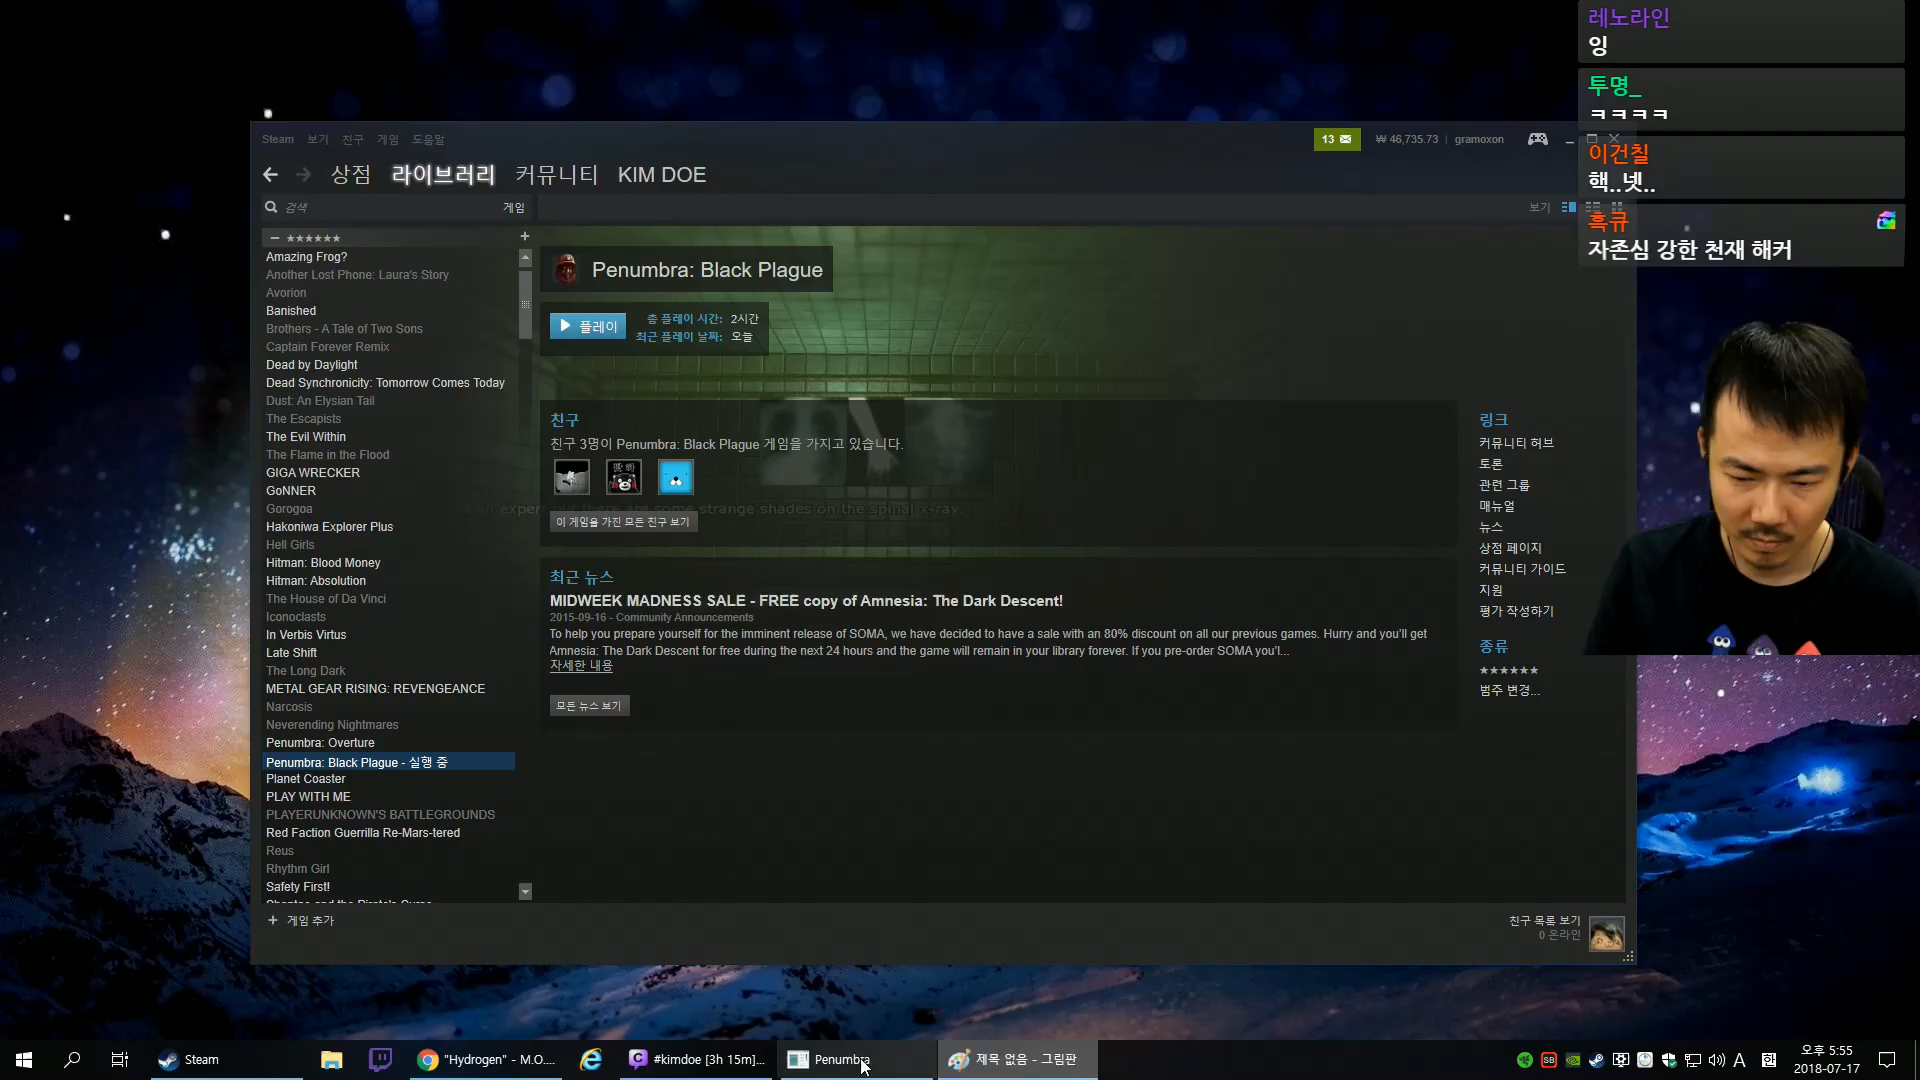 레노라인
잉
투명_
ㅋㅋㅋㅋ
이건칠
핵..넷..
흑큐
자존심 강한 천재 해커
Steam 보기 친구 게임 도움말
13
₩ 46,735.73 gramoxon
상점 라이브러리 커뮤니티 KIM DOE
검색 게임
보기
− ★★★★★★ +
Amazing Frog?
Another Lost Phone: Laura's Story
Avorion
Banished
Brothers - A Tale of Two Sons
Captain Forever Remix
Dead by Daylight
Dead Synchronicity: Tomorrow Comes Today
Dust: An Elysian Tail
The Escapists
The Evil Within
The Flame in the Flood
GIGA WRECKER
GoNNER
Gorogoa
Hakoniwa Explorer Plus
Hell Girls
Hitman: Blood Money
Hitman: Absolution
The House of Da Vinci
Iconoclasts
In Verbis Virtus
Late Shift
The Long Dark
METAL GEAR RISING: REVENGEANCE
Narcosis
Neverending Nightmares
Penumbra: Overture
Penumbra: Black Plague - 실행 중
Planet Coaster
PLAY WITH ME
PLAYERUNKNOWN'S BATTLEGROUNDS
Red Faction Guerrilla Re-Mars-tered
Reus
Rhythm Girl
Safety First!
Shantae and the Pirate's Curse
+ 게임 추가
Penumbra: Black Plague
플레이
총 플레이 시간: 2시간
최근 플레이 날짜: 오늘
친구
친구 3명이 Penumbra: Black Plague 게임을 가지고 있습니다.
there are some strange shades on the spinal x-ray.
이 게임을 가진 모든 친구 보기
최근 뉴스
MIDWEEK MADNESS SALE - FREE copy of Amnesia: The Dark Descent!
2015-09-16 - Community Announcements
To help you prepare yourself for the imminent release of SOMA, we have decided to have a sale with an 80% discount on all our previous games. Hurry and you'll get
Amnesia: The Dark Descent for free during the next 24 hours and the game will remain in your library forever. If you pre-order SOMA you'l...
자세한 내용
모든 뉴스 보기
링크
커뮤니티 허브
토론
관련 그룹
매뉴얼
뉴스
상점 페이지
커뮤니티 가이드
지원
평가 작성하기
종류
★★★★★★
범주 변경...
친구 목록 보기
0 온라인
Steam
"Hydrogen" - M.O....
#kimdoe [3h 15m]...
Penumbra
제목 없음 - 그림판
A
오후 5:55
2018-07-17